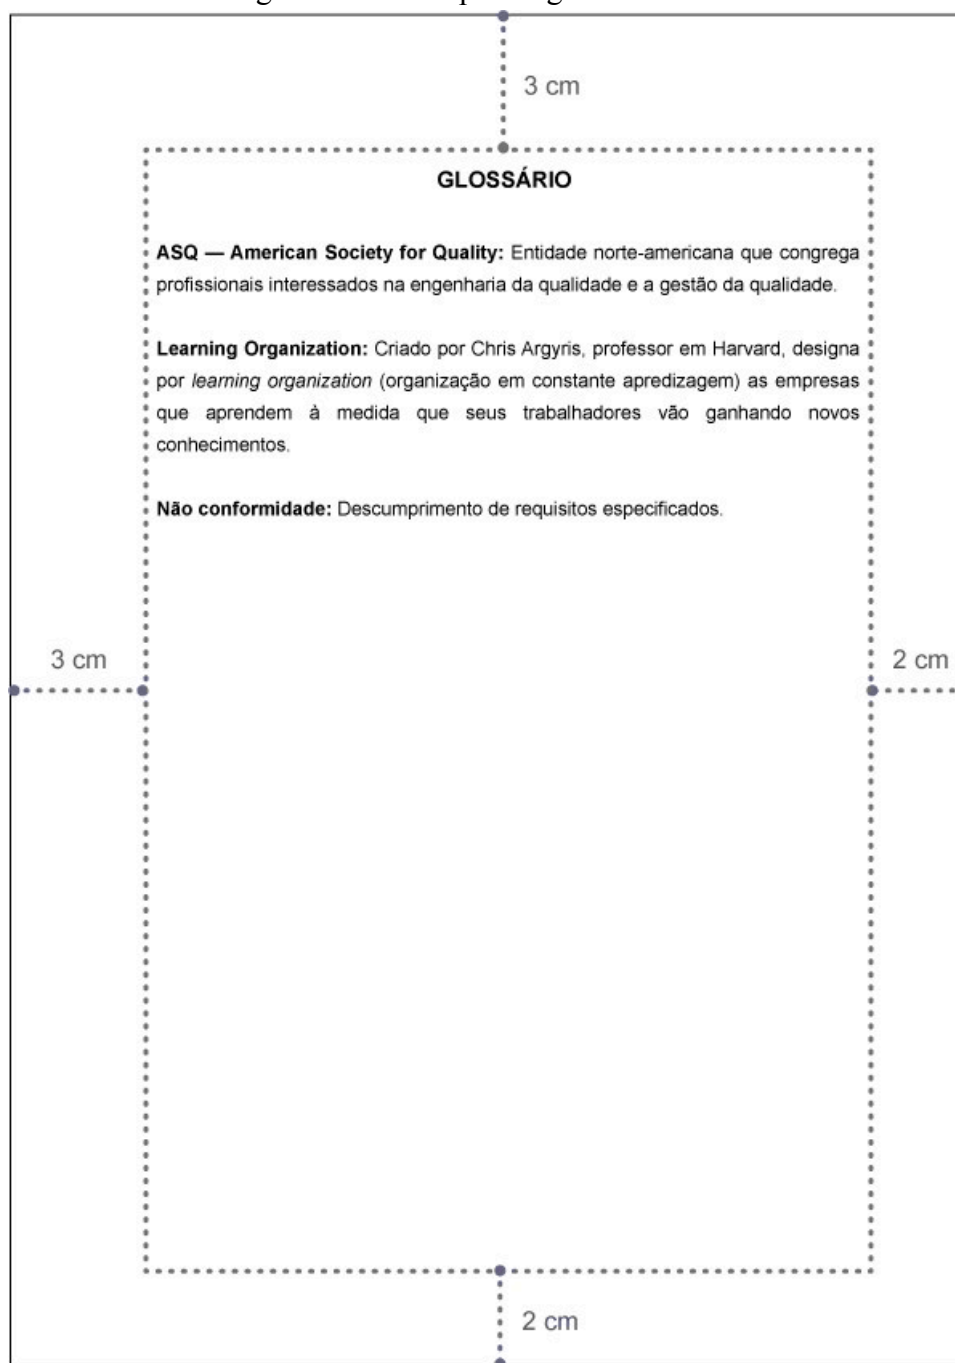 3 cm
GLOSSÁRIO
ASQ — American Society for Quality: Entidade norte-americana que congrega
profissionais interessados na engenharia da qualidade e a gestão da qualidade.
Learning Organization: Criado por Chris Argyris, professor em Harvard, designa
por learning organization (organização em constante apredizagem) as empresas
que aprendem à medida que seus trabalhadores vão ganhando novos
conhecimentos.
Não conformidade: Descumprimento de requisitos especificados.
3 cm
2 cm
2 cm